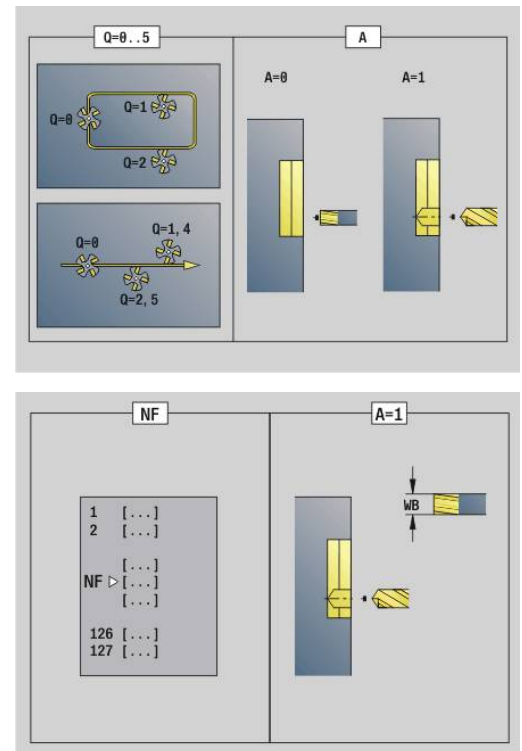 Q=0..5
Q=0
Q=1
Q=2
Q=0
Q=1, 4
Q=2, 5
A
A=0
A=1
NF
1 [...]
2 [...]
[...]
NF [...]
[...]
126 [...]
127 [...]
A=1
WB